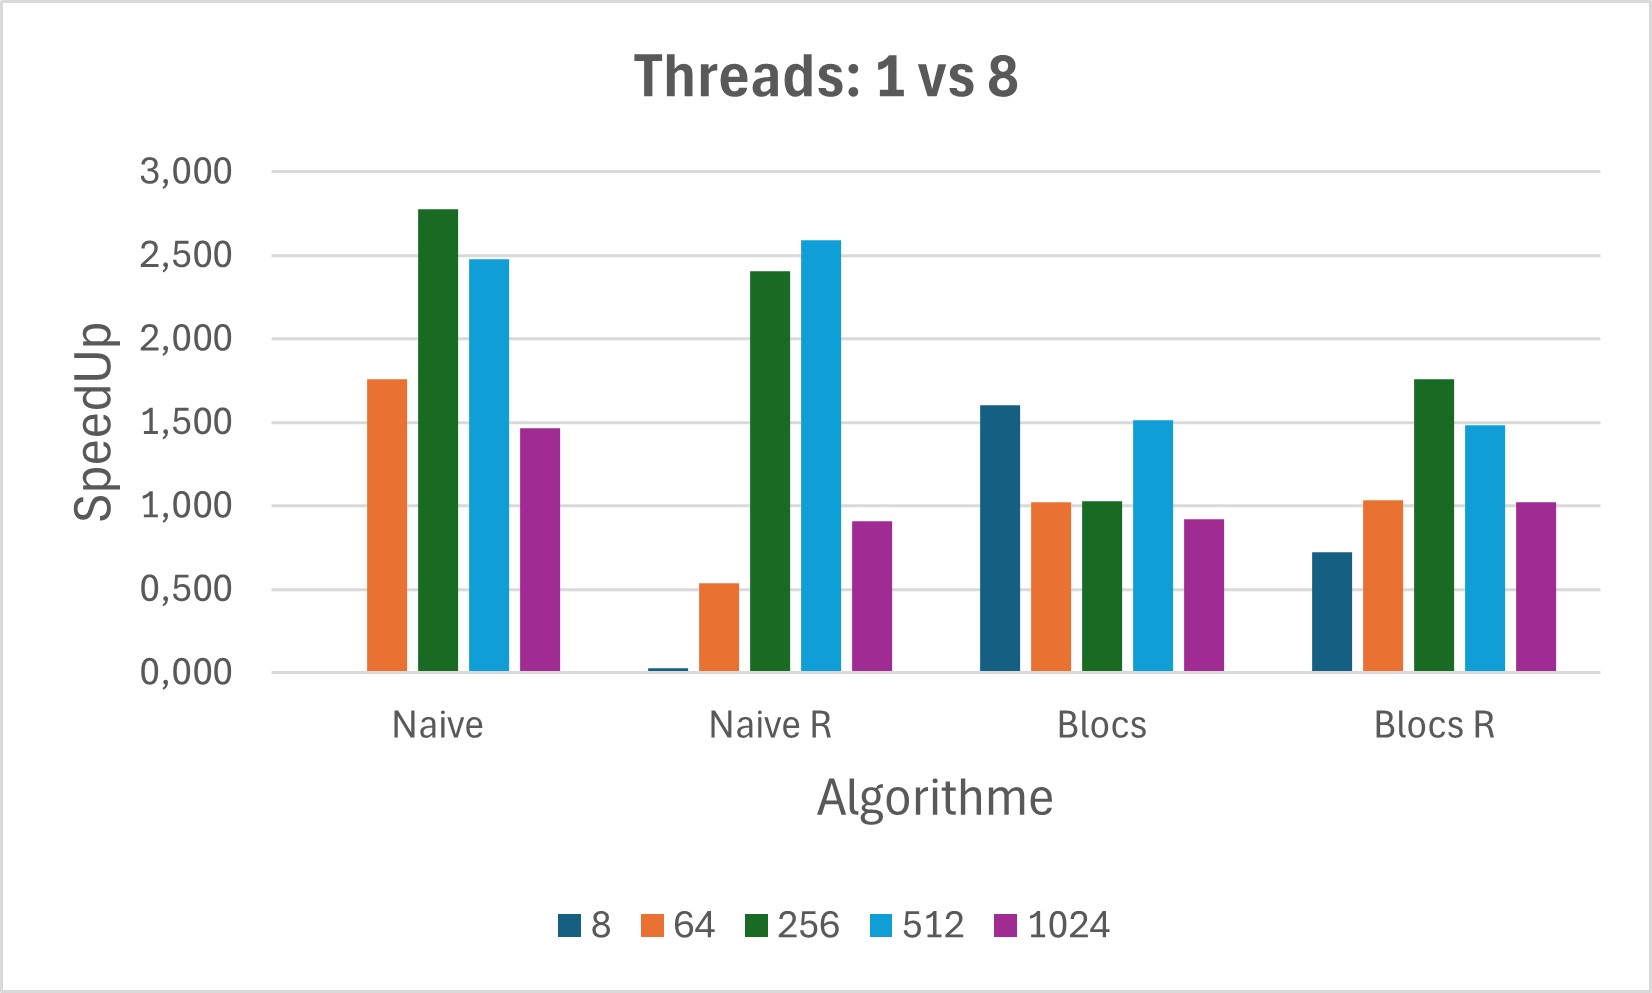 Threads: 1 vs 8
SpeedUp
3,000
2,500
2,000
1,500
1,000
0,500
0,000
Naive Naive R Blocs Blocs R
Algorithme
8 64 256 512 1024